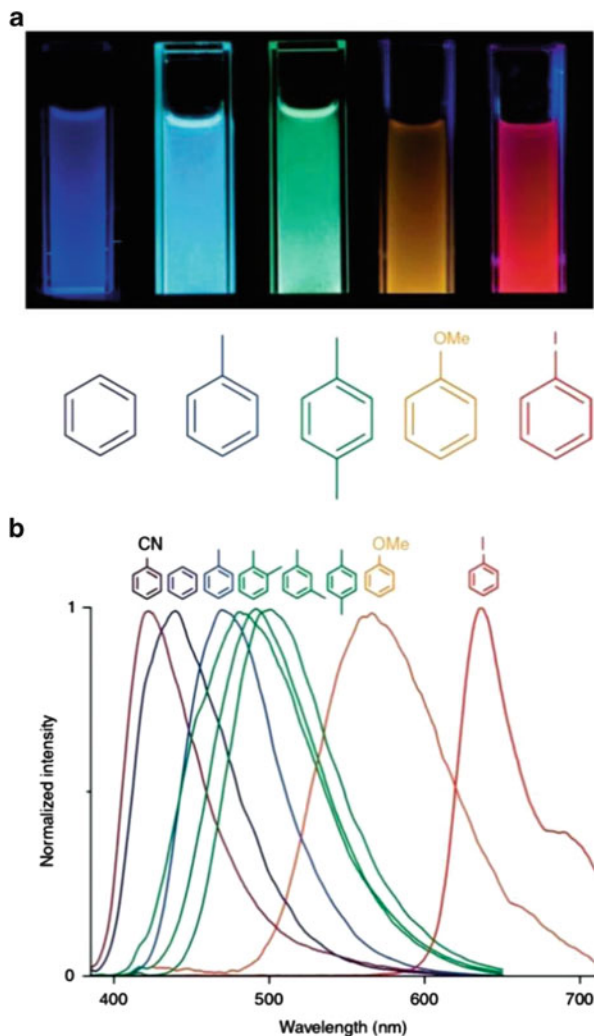 a
OMe
I
b
CN
OMe
I
1
Normalized intensity
0
400
500
600
700
Wavelength (nm)